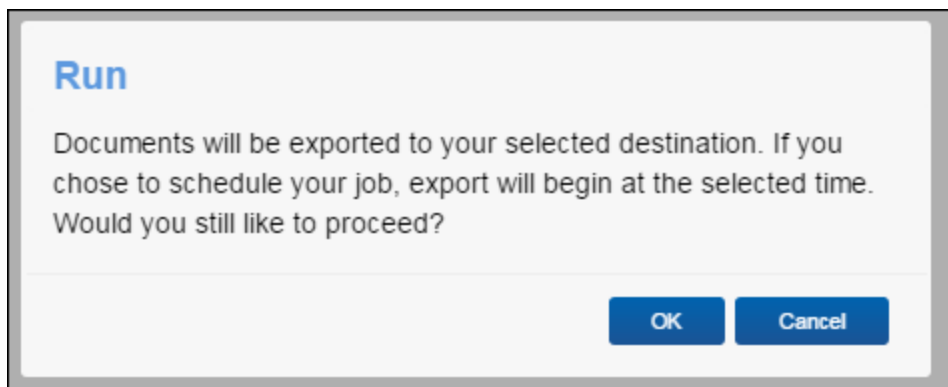 Run
Documents will be exported to your selected destination. If you
chose to schedule your job, export will begin at the selected time.
Would you still like to proceed?
OK
Cancel